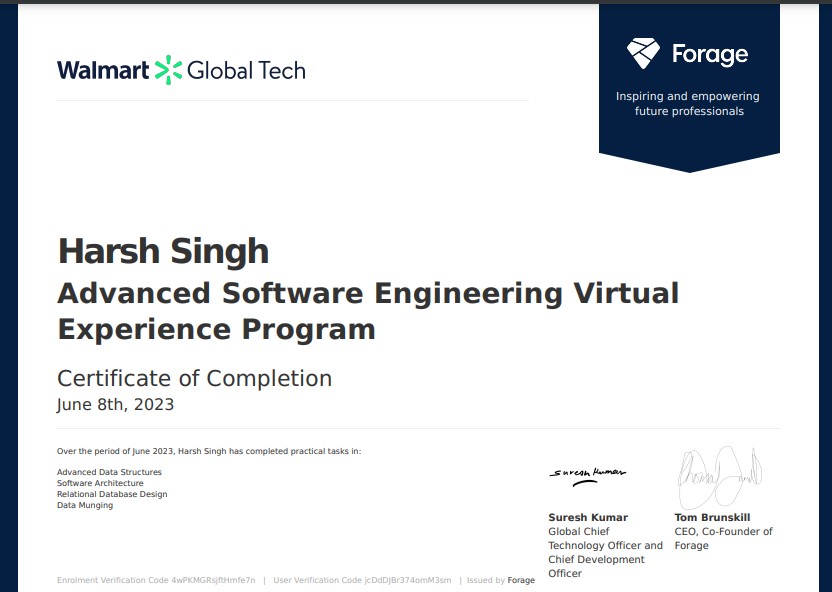 Walmart Global Tech
Forage
Inspiring and empowering
future professionals
Harsh Singh
Advanced Software Engineering Virtual
Experience Program
Certificate of Completion
June 8th, 2023
Over the period of June 2023, Harsh Singh has completed practical tasks in:
Advanced Data Structures
Software Architecture
Relational Database Design
Data Munging
Suresh Kumar
Suresh Kumar
Global Chief
Technology Officer and
Chief Development
Officer
Tom Brunskill
CEO, Co-Founder of
Forage
Enrolment Verification Code 4wPKMGRsjftHmfe7n | User Verification Code jcDdDJBr374omM3sm | Issued by Forage